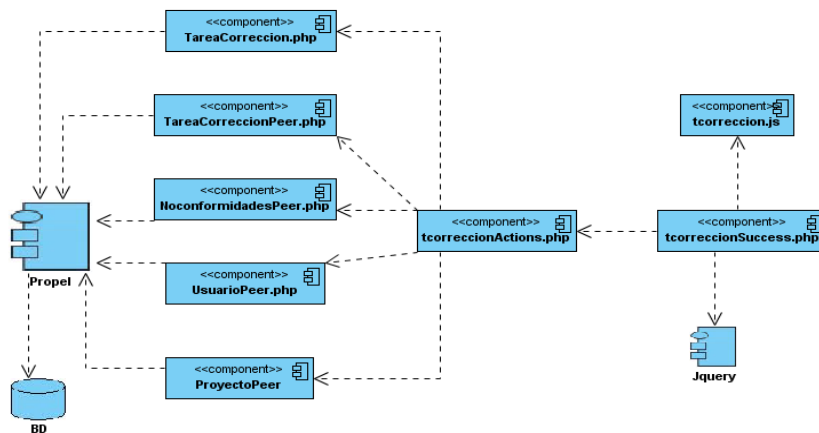 <<component>>
TareaCorreccion.php
<<component>>
TareaCorreccionPeer.php
<<component>>
tcorreccion.js
<<component>>
NoconformidadesPeer.php
<<component>>
tcorreccionActions.php
<<component>>
tcorreccionSuccess.php
<<component>>
UsuarioPeer.php
Propel
<<component>>
ProyectoPeer
Jquery
BD